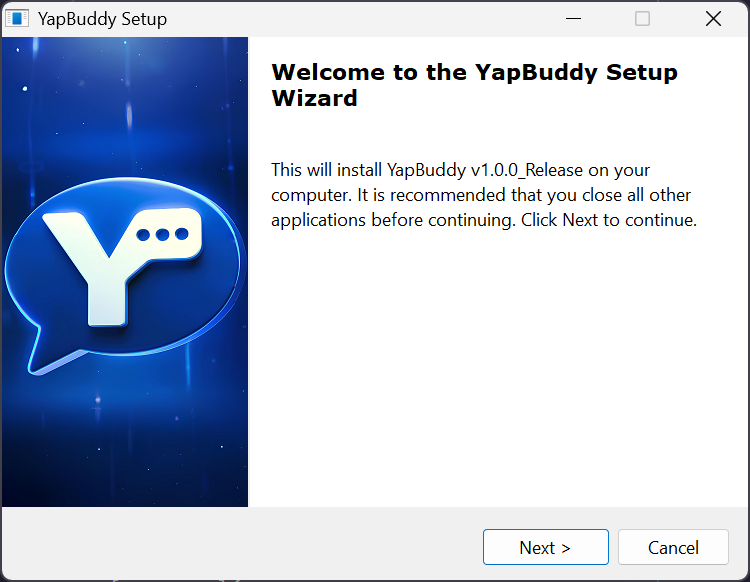 YapBuddy Setup
Welcome to the YapBuddy Setup
Wizard
This will install YapBuddy v1.0.0_Release on your
computer. It is recommended that you close all other
applications before continuing. Click Next to continue.
Y
Next >
Cancel